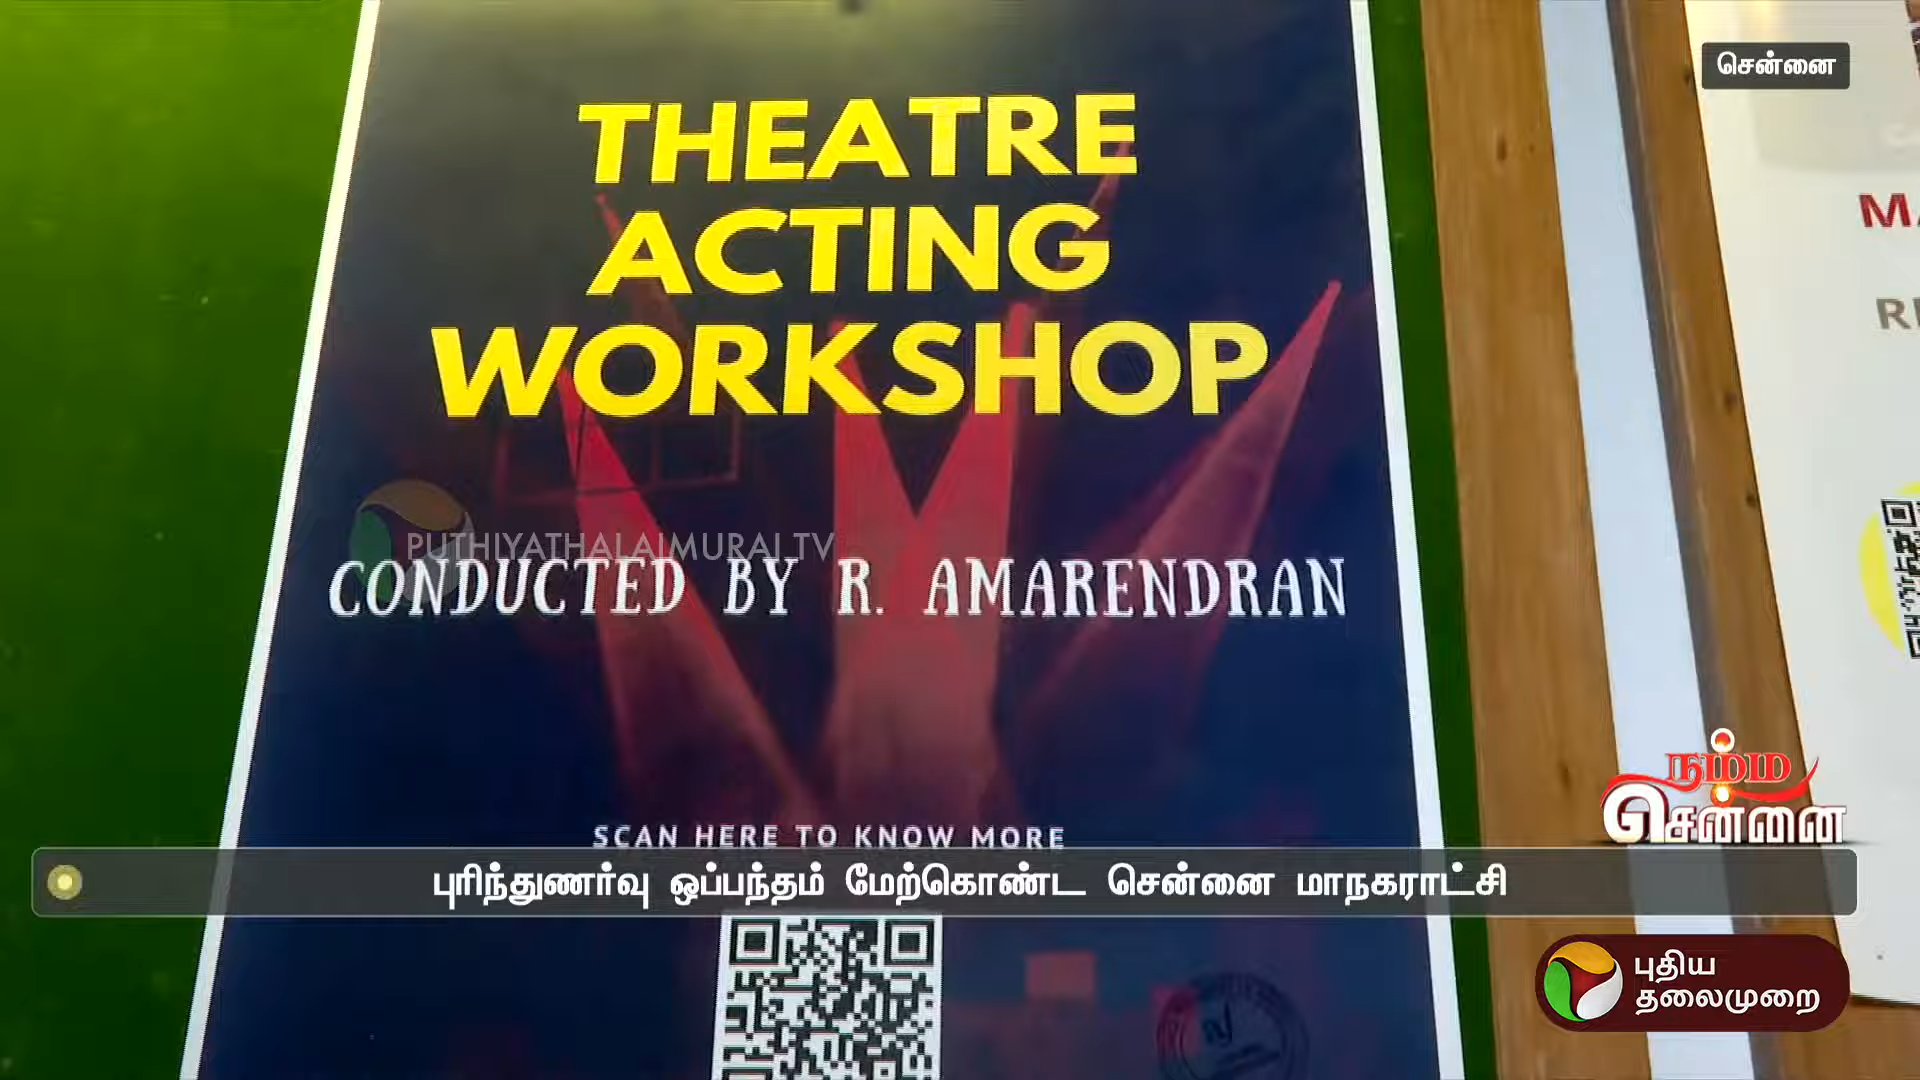 சென்னை
THEATRE
ACTING
WORKSHOP
PUTHIYATHALAIMURAI TV
CONDUCTED BY R. AMARENDRAN
SCAN HERE TO KNOW MORE
நம்ம
சென்னை
புரிந்துணர்வு ஒப்பந்தம் மேற்கொண்ட சென்னை மாநகராட்சி
புதிய
தலைமுறை